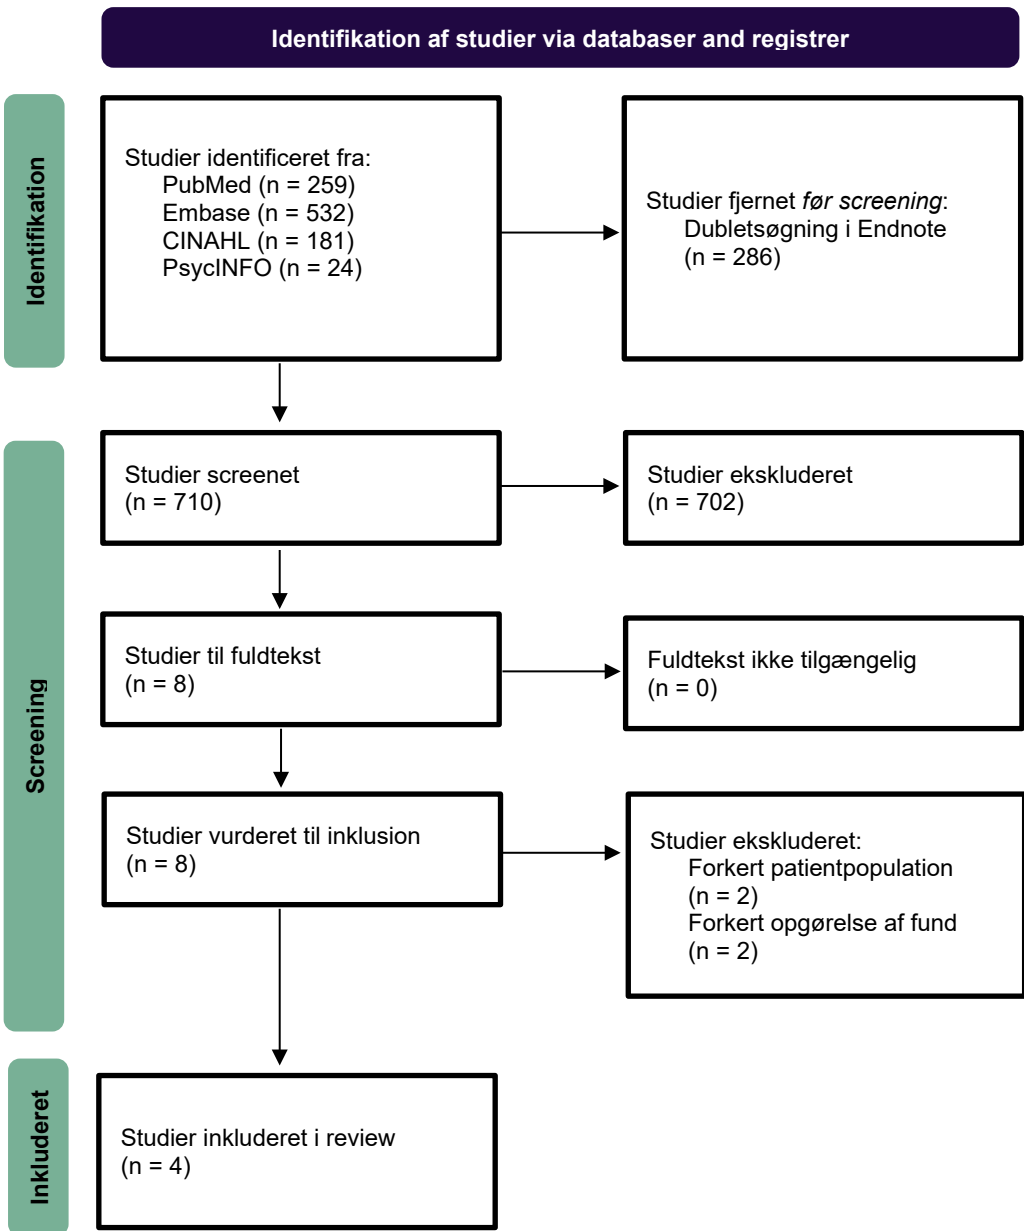 Identifikation af studier via databaser and registrer
Identifikation
Studier identificeret fra:
PubMed (n = 259)
Embase (n = 532)
CINAHL (n = 181)
PsycINFO (n = 24)
Studier fjernet før screening:
Dubletsøgning i Endnote
(n = 286)
Screening
Studier screenet
(n = 710)
Studier ekskluderet
(n = 702)
Studier til fuldtekst
(n = 8)
Fuldtekst ikke tilgængelig
(n = 0)
Studier vurderet til inklusion
(n = 8)
Studier ekskluderet:
Forkert patientpopulation
(n = 2)
Forkert opgørelse af fund
(n = 2)
Inkluderet
Studier inkluderet i review
(n = 4)